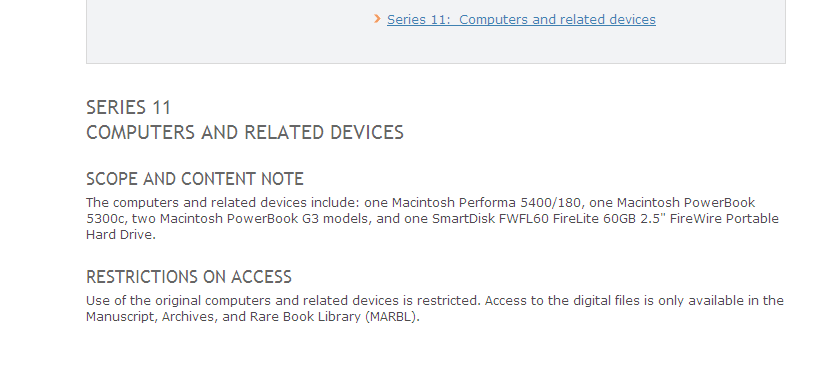 Series 11:  Computers and related devices
SERIES 11
COMPUTERS AND RELATED DEVICES
SCOPE AND CONTENT NOTE
The computers and related devices include: one Macintosh Performa 5400/180, one Macintosh PowerBook
5300c, two Macintosh PowerBook G3 models, and one SmartDisk FWFL60 FireLite 60GB 2.5" FireWire Portable
Hard Drive.
RESTRICTIONS ON ACCESS
Use of the original computers and related devices is restricted. Access to the digital files is only available in the
Manuscript, Archives, and Rare Book Library (MARBL).